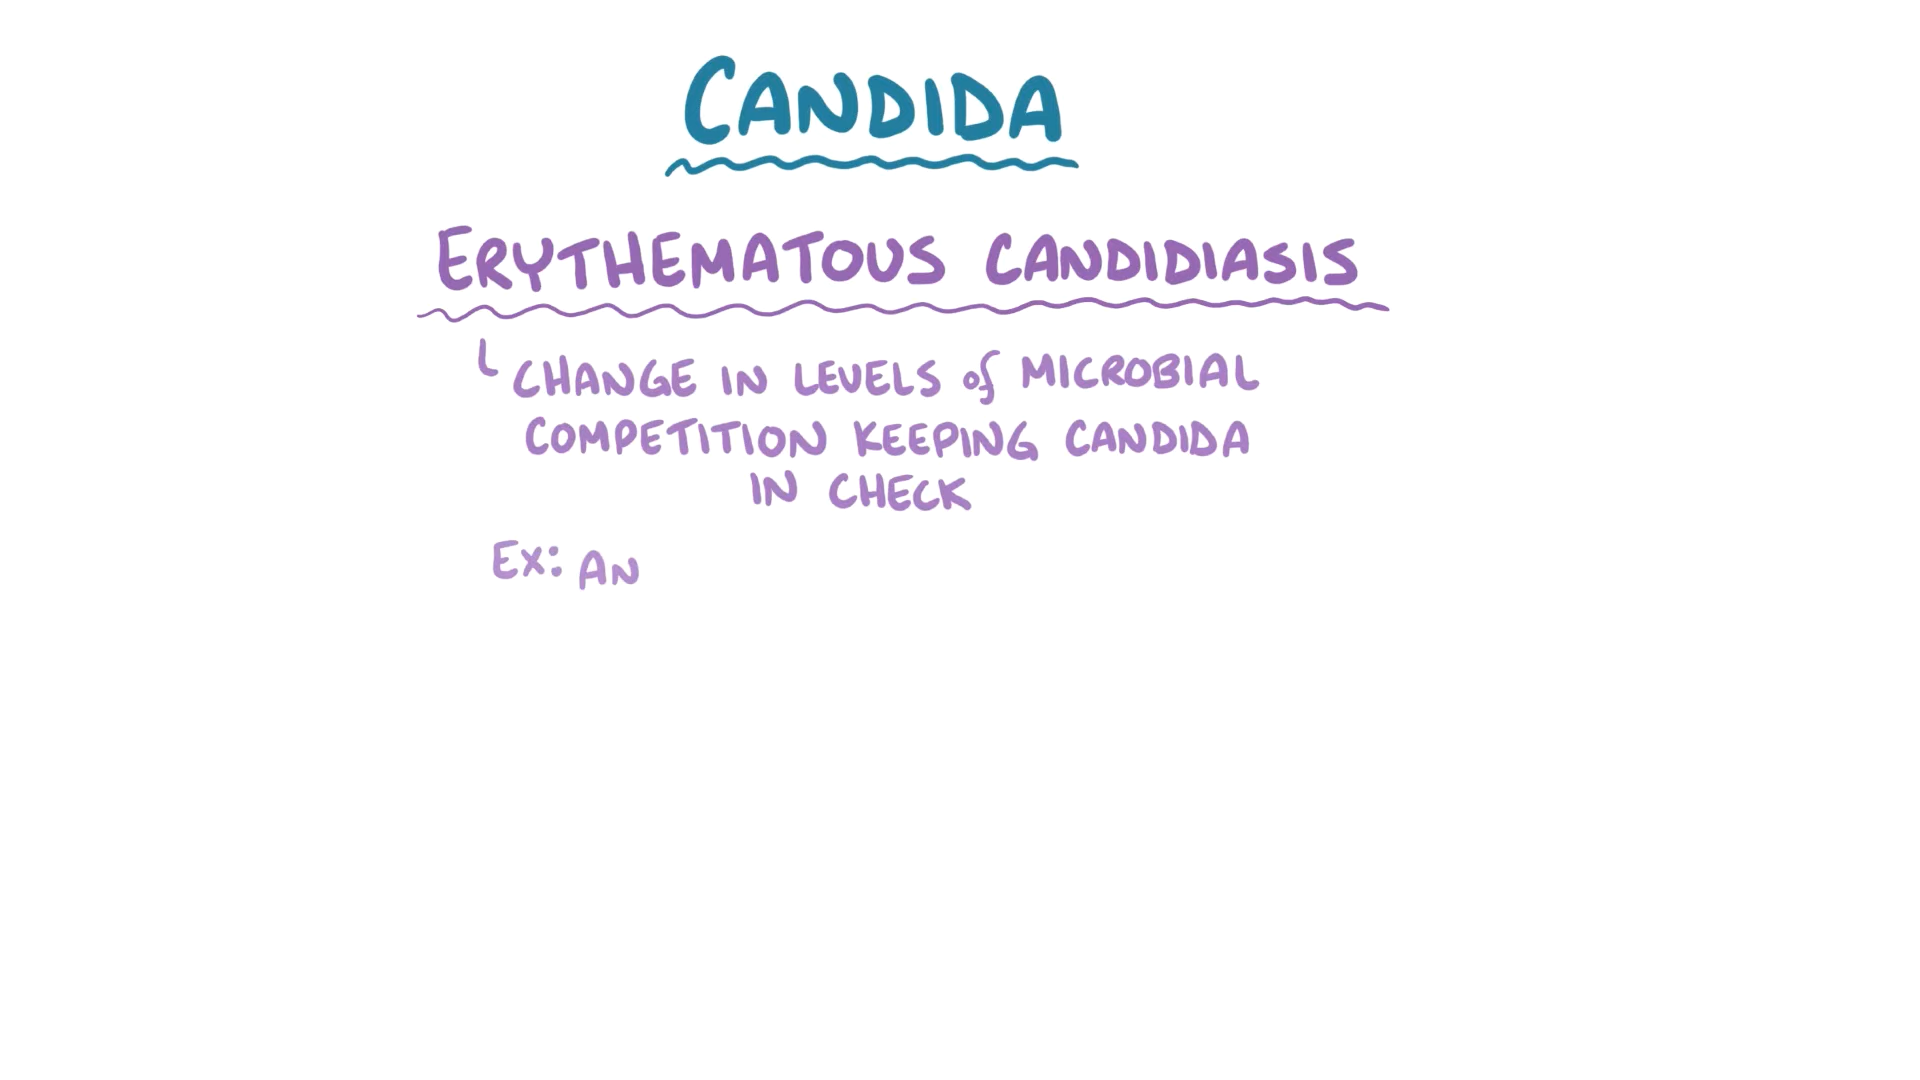 CANDIDA
ERYTHEMATOUS CANDIDIASIS
CHANGE IN LEVELS of MICROBIAL
COMPETITION KEEPING CANDIDA
IN CHECK
EX: AN